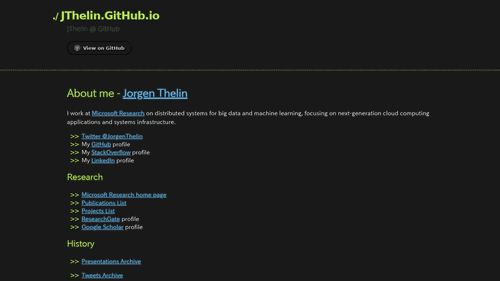 ./ JThelin.GitHub.io
JThelin @ GitHub
View on GitHub
About me - Jorgen Thelin
I work at Microsoft Research on distributed systems for big data and machine learning, focusing on next-generation cloud computing
applications and systems infrastructure.
>> Twitter @JorgenThelin
>> My GitHub profile
>> My StackOverflow profile
>> My LinkedIn profile
Research
>> Microsoft Research home page
>> Publications List
>> Projects List
>> ResearchGate profile
>> Google Scholar profile
History
>> Presentations Archive
>> Tweets Archive